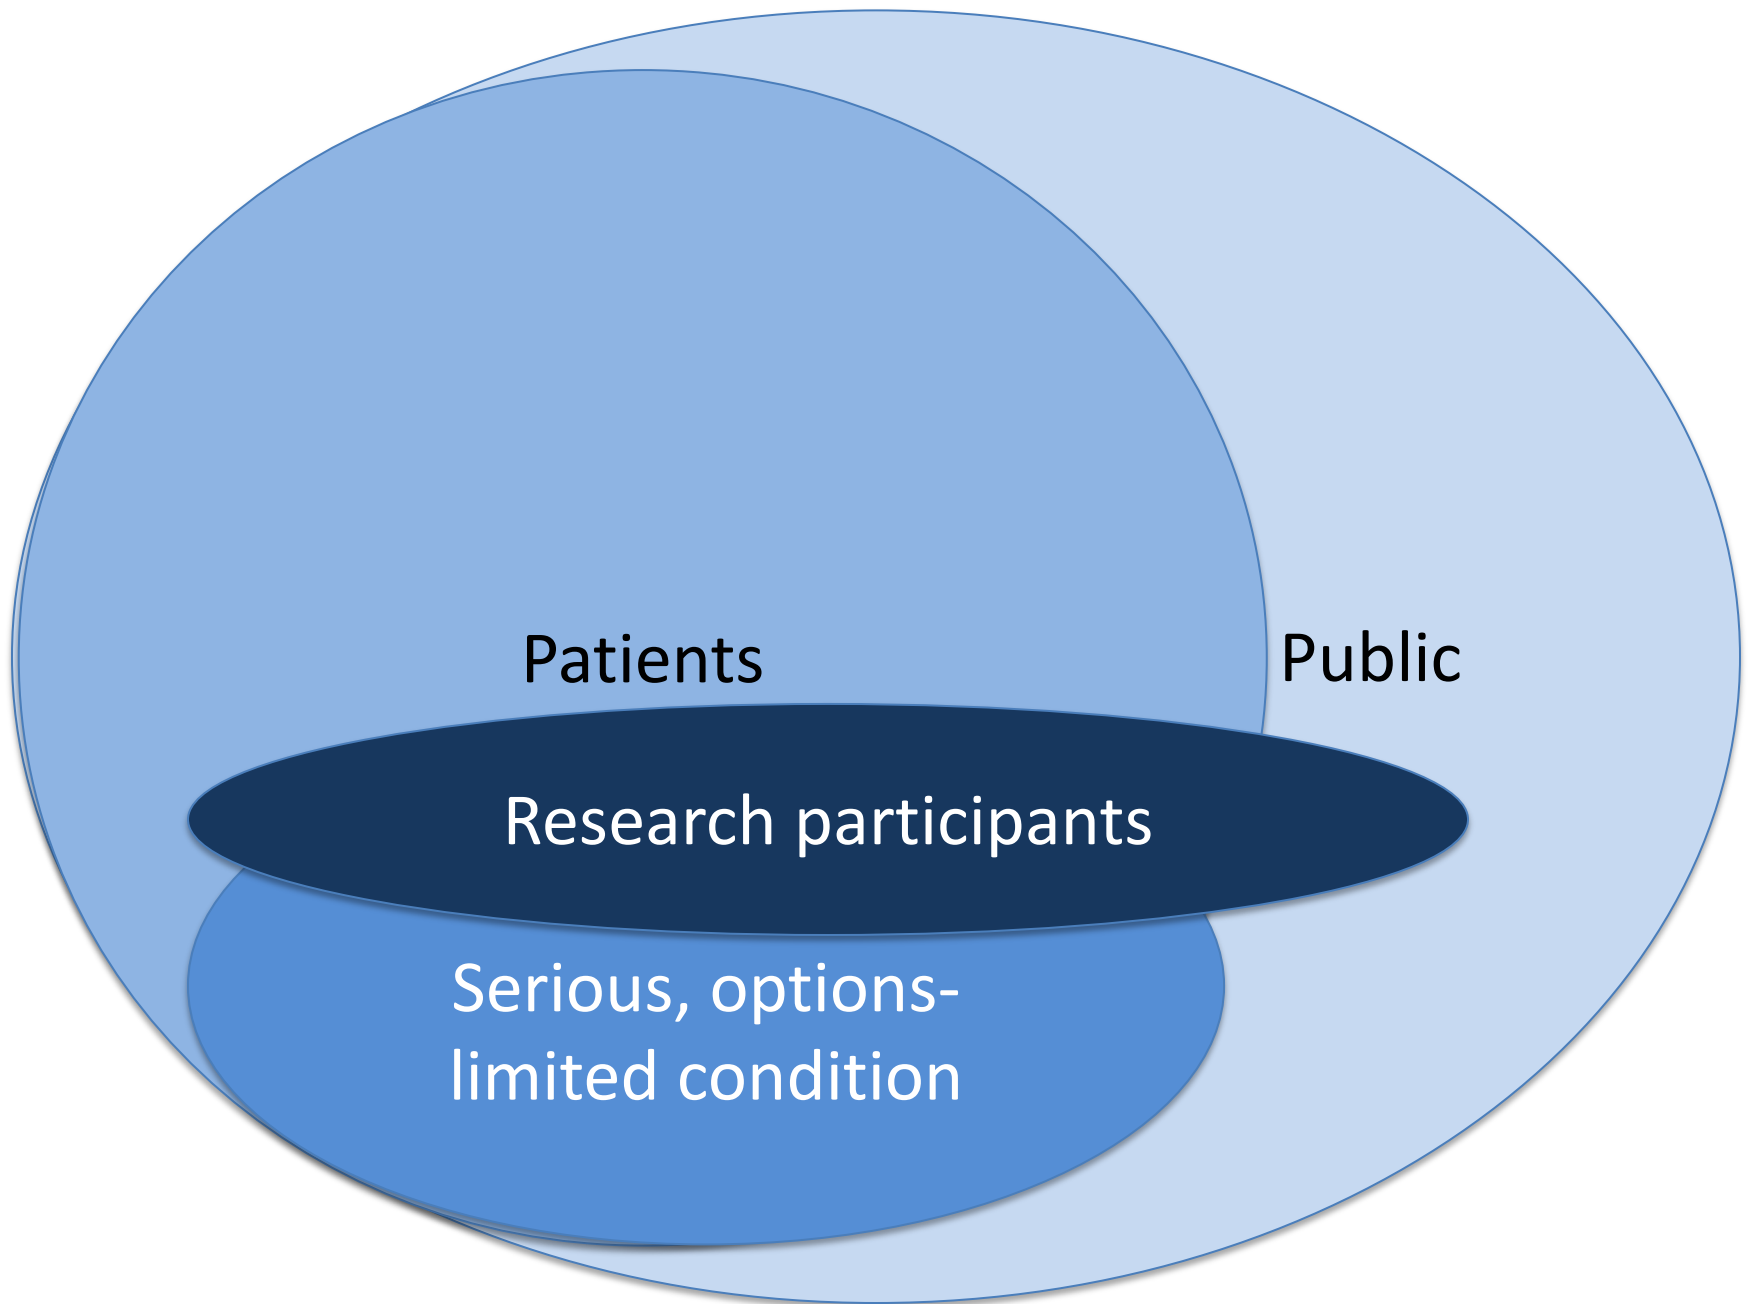 Patients
Public
Research participants
Serious, options-
limited condition